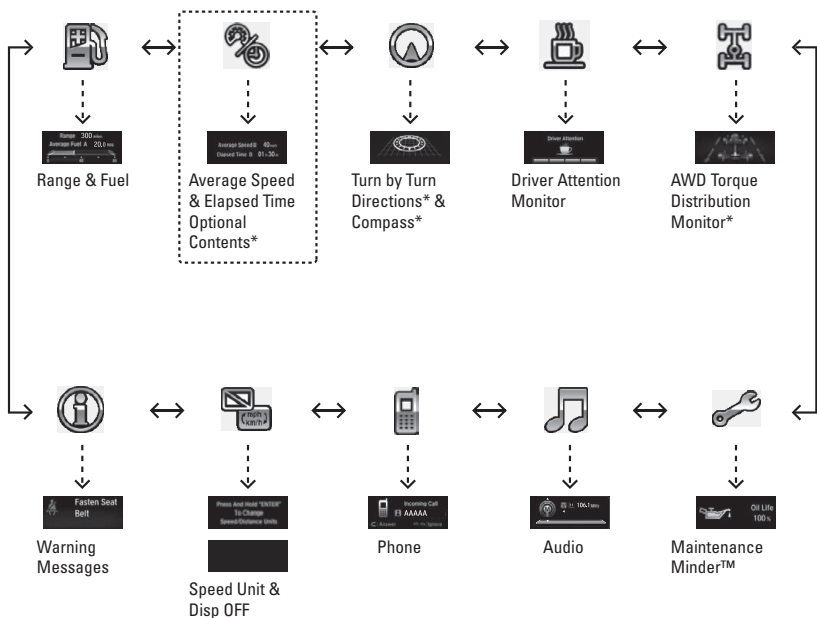 Range 300 miles
Average Fuel A 20.0 MPG
Average Speed B 40 mph
Elapsed Time B 01 h 30 m
Driver Attention
Range & Fuel
Average Speed
& Elapsed Time
Optional
Contents*
Turn by Turn
Directions* &
Compass*
Driver Attention
Monitor
AWD Torque
Distribution
Monitor*
mph
km/h
Fasten Seat
Belt
Press And Hold "ENTER"
To Change
Speed/Distance Units
Incoming Call
AAAAA
Answer
Ignore
106.1 MHz
Oil Life
100 %
Warning
Messages
Speed Unit &
Disp OFF
Phone
Audio
Maintenance
Minder™